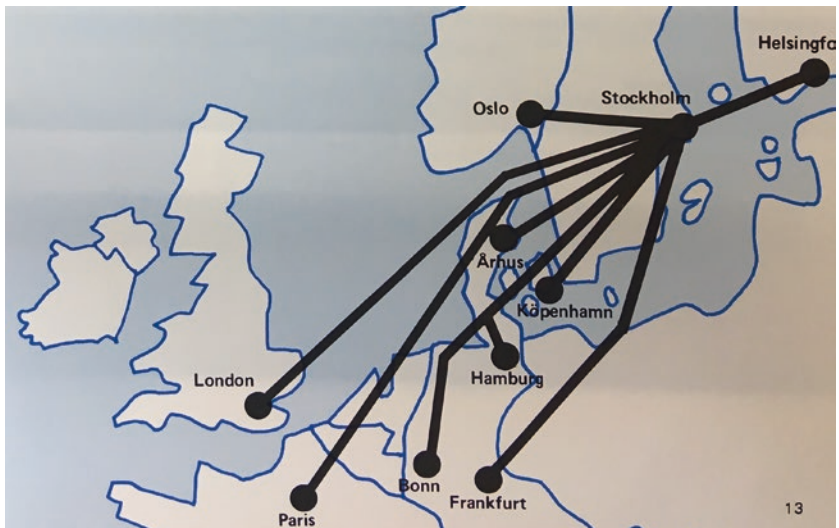 Helsingfo
Stockholm
Oslo
Århus
Köpenhamn
Hamburg
London
Bonn
Frankfurt
Paris
13